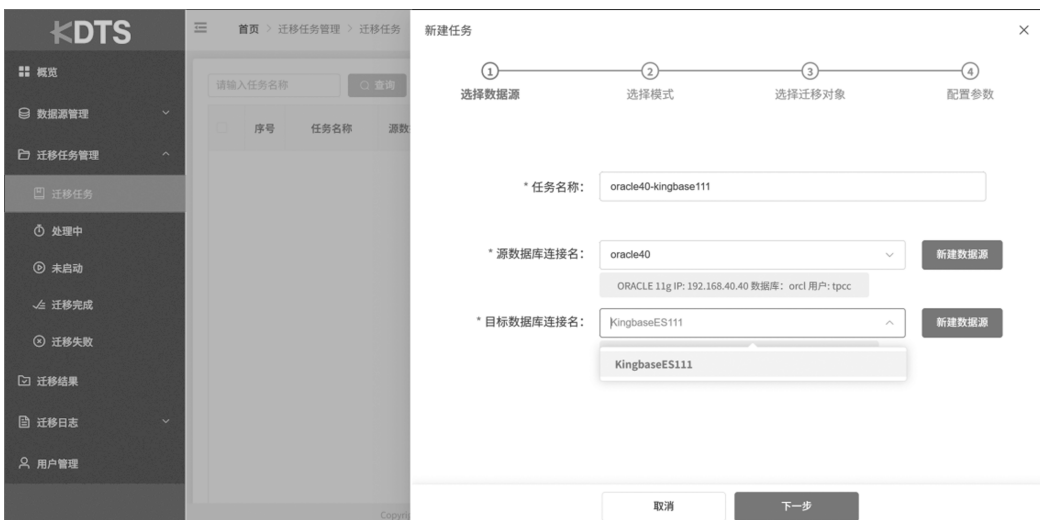 KDTS
首页 > 迁移任务管理 > 迁移任务
新建任务
概览
数据源管理
迁移任务管理
迁移任务
处理中
未启动
迁移完成
迁移失败
迁移结果
迁移日志
用户管理
请输入任务名称
查询
序号 任务名称 源数
1 2 3 4
选择数据源 选择模式 选择迁移对象 配置参数
* 任务名称: oracle40-kingbase111
* 源数据库连接名: oracle40 新建数据源
ORACLE 11g IP: 192.168.40.40 数据库: orcl 用户: tpcc
* 目标数据库连接名: KingbaseES111 新建数据源
KingbaseES111
取消 下一步